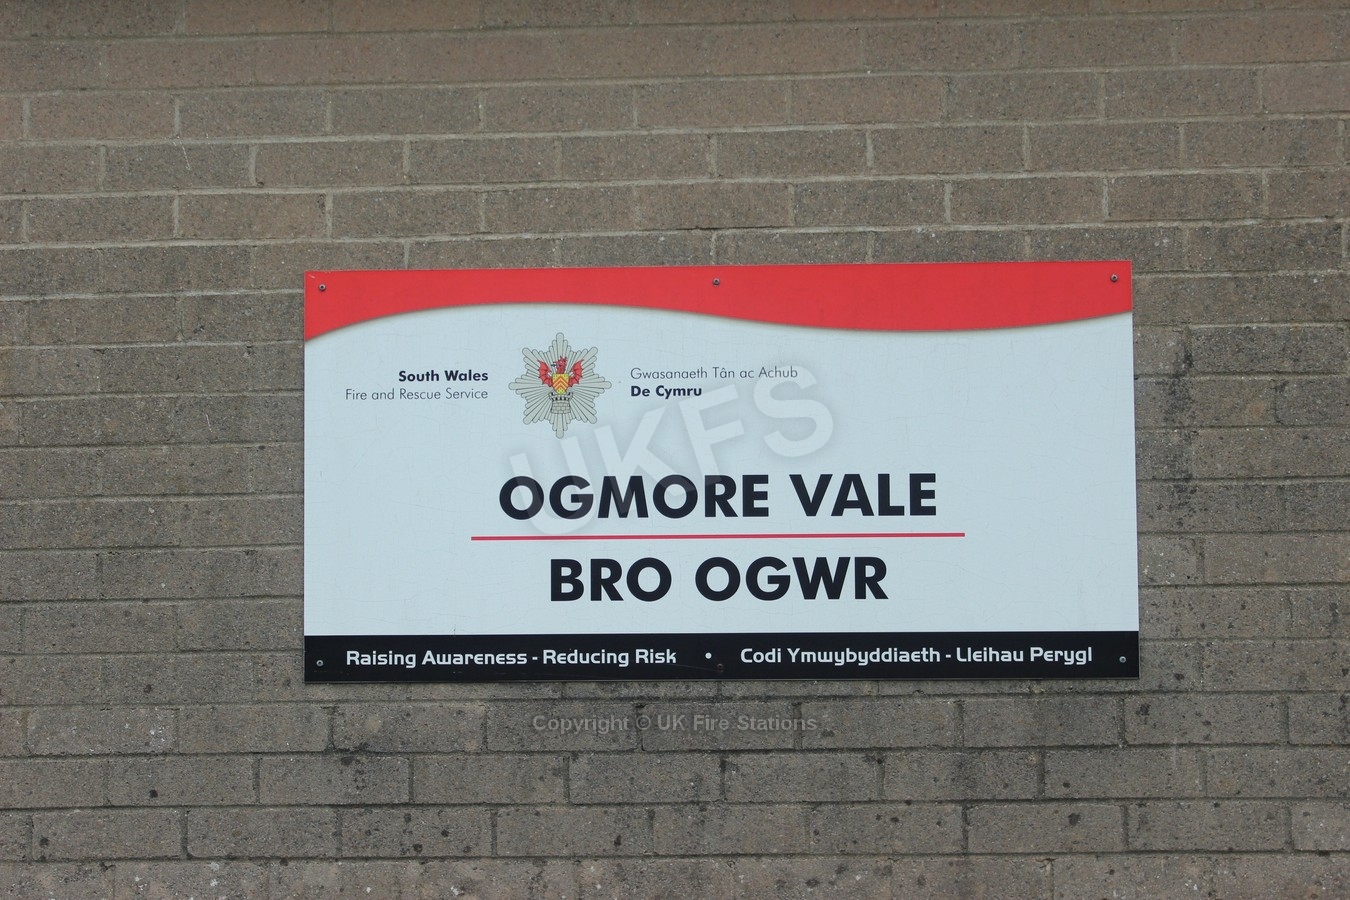 South Wales
Fire and Rescue Service
Gwasanaeth Tân ac Achub
De Cymru
UKFS
OGMORE VALE
BRO OGWR
Raising Awareness - Reducing Risk • Codi Ymwybyddiaeth - Lleihau Perygl
Copyright © UK Fire Stations